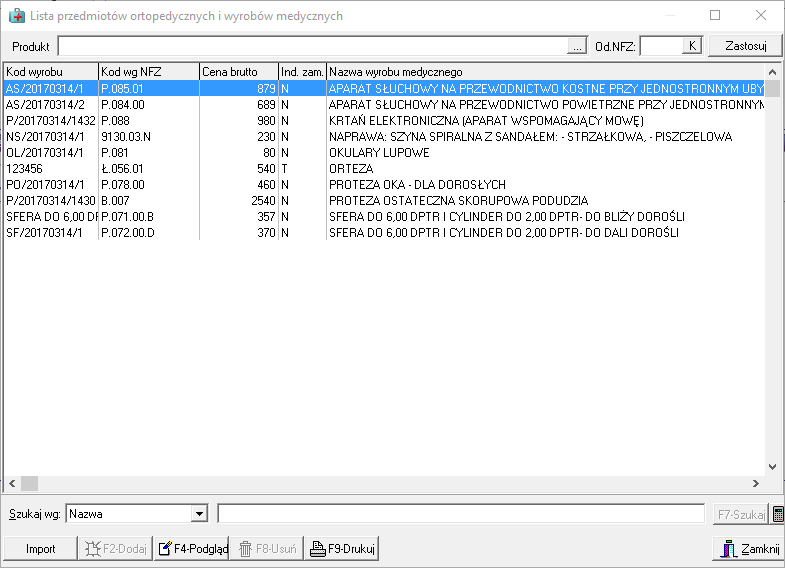 Lista przedmiotów ortopedycznych i wyrobów medycznych
Produkt ... Od.NFZ: K Zastosuj
Kod wyrobu Kod wg NFZ Cena brutto Ind. zam. Nazwa wyrobu medycznego
AS/20170314/1 P.085.01 879 N APARAT SŁUCHOWY NA PRZEWODNICTWO KOSTNE PRZY JEDNOSTRONNYM UBY
AS/20170314/2 P.084.00 689 N APARAT SŁUCHOWY NA PRZEWODNICTWO POWIETRZNE PRZY JEDNOSTRONNYM
P/20170314/1432 P.088 980 N KRTAŃ ELEKTRONICZNA (APARAT WSPOMAGAJĄCY MOWĘ)
NS/20170314/1 9130.03.N 230 N NAPRAWA: SZYNA SPIRALNA Z SANDAŁEM: - STRZAŁKOWA, - PISZCZELOWA
OL/20170314/1 P.081 80 N OKULARY LUPOWE
123456 Ł.056.01 540 T ORTEZA
PO/20170314/1 P.078.00 460 N PROTEZA OKA - DLA DOROSŁYCH
P/20170314/1430 B.007 2540 N PROTEZA OSTATECZNA SKORUPOWA PODUDZIA
SFERA DO 6,00 DF P.071.00.B 357 N SFERA DO 6,00 DPTR I CYLINDER DO 2,00 DPTR- DO BLIŻY DOROŚLI
SF/20170314/1 P.072.00.D 370 N SFERA DO 6,00 DPTR I CYLINDER DO 2,00 DPTR- DO DALI DOROŚLI
Szukaj wg: Nazwa F7-Szukaj
Import F2-Dodaj F4-Podgląd F8-Usuń F9-Drukuj Zamknij